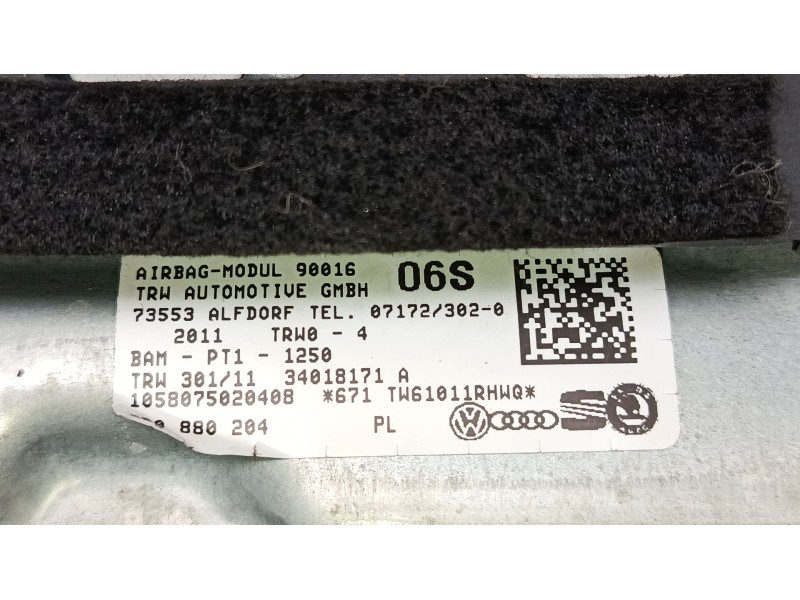 AIRBAG-MODUL 90016 06S
TRW AUTOMOTIVE GMBH
73553 ALFDORF TEL. 07172/302-0
2011 TRW0 - 4
BAM - PT1 - 1250
TRW 301/11 34018171 A
1058075020408 *671 TW61011RHWQ*
880 204 PL